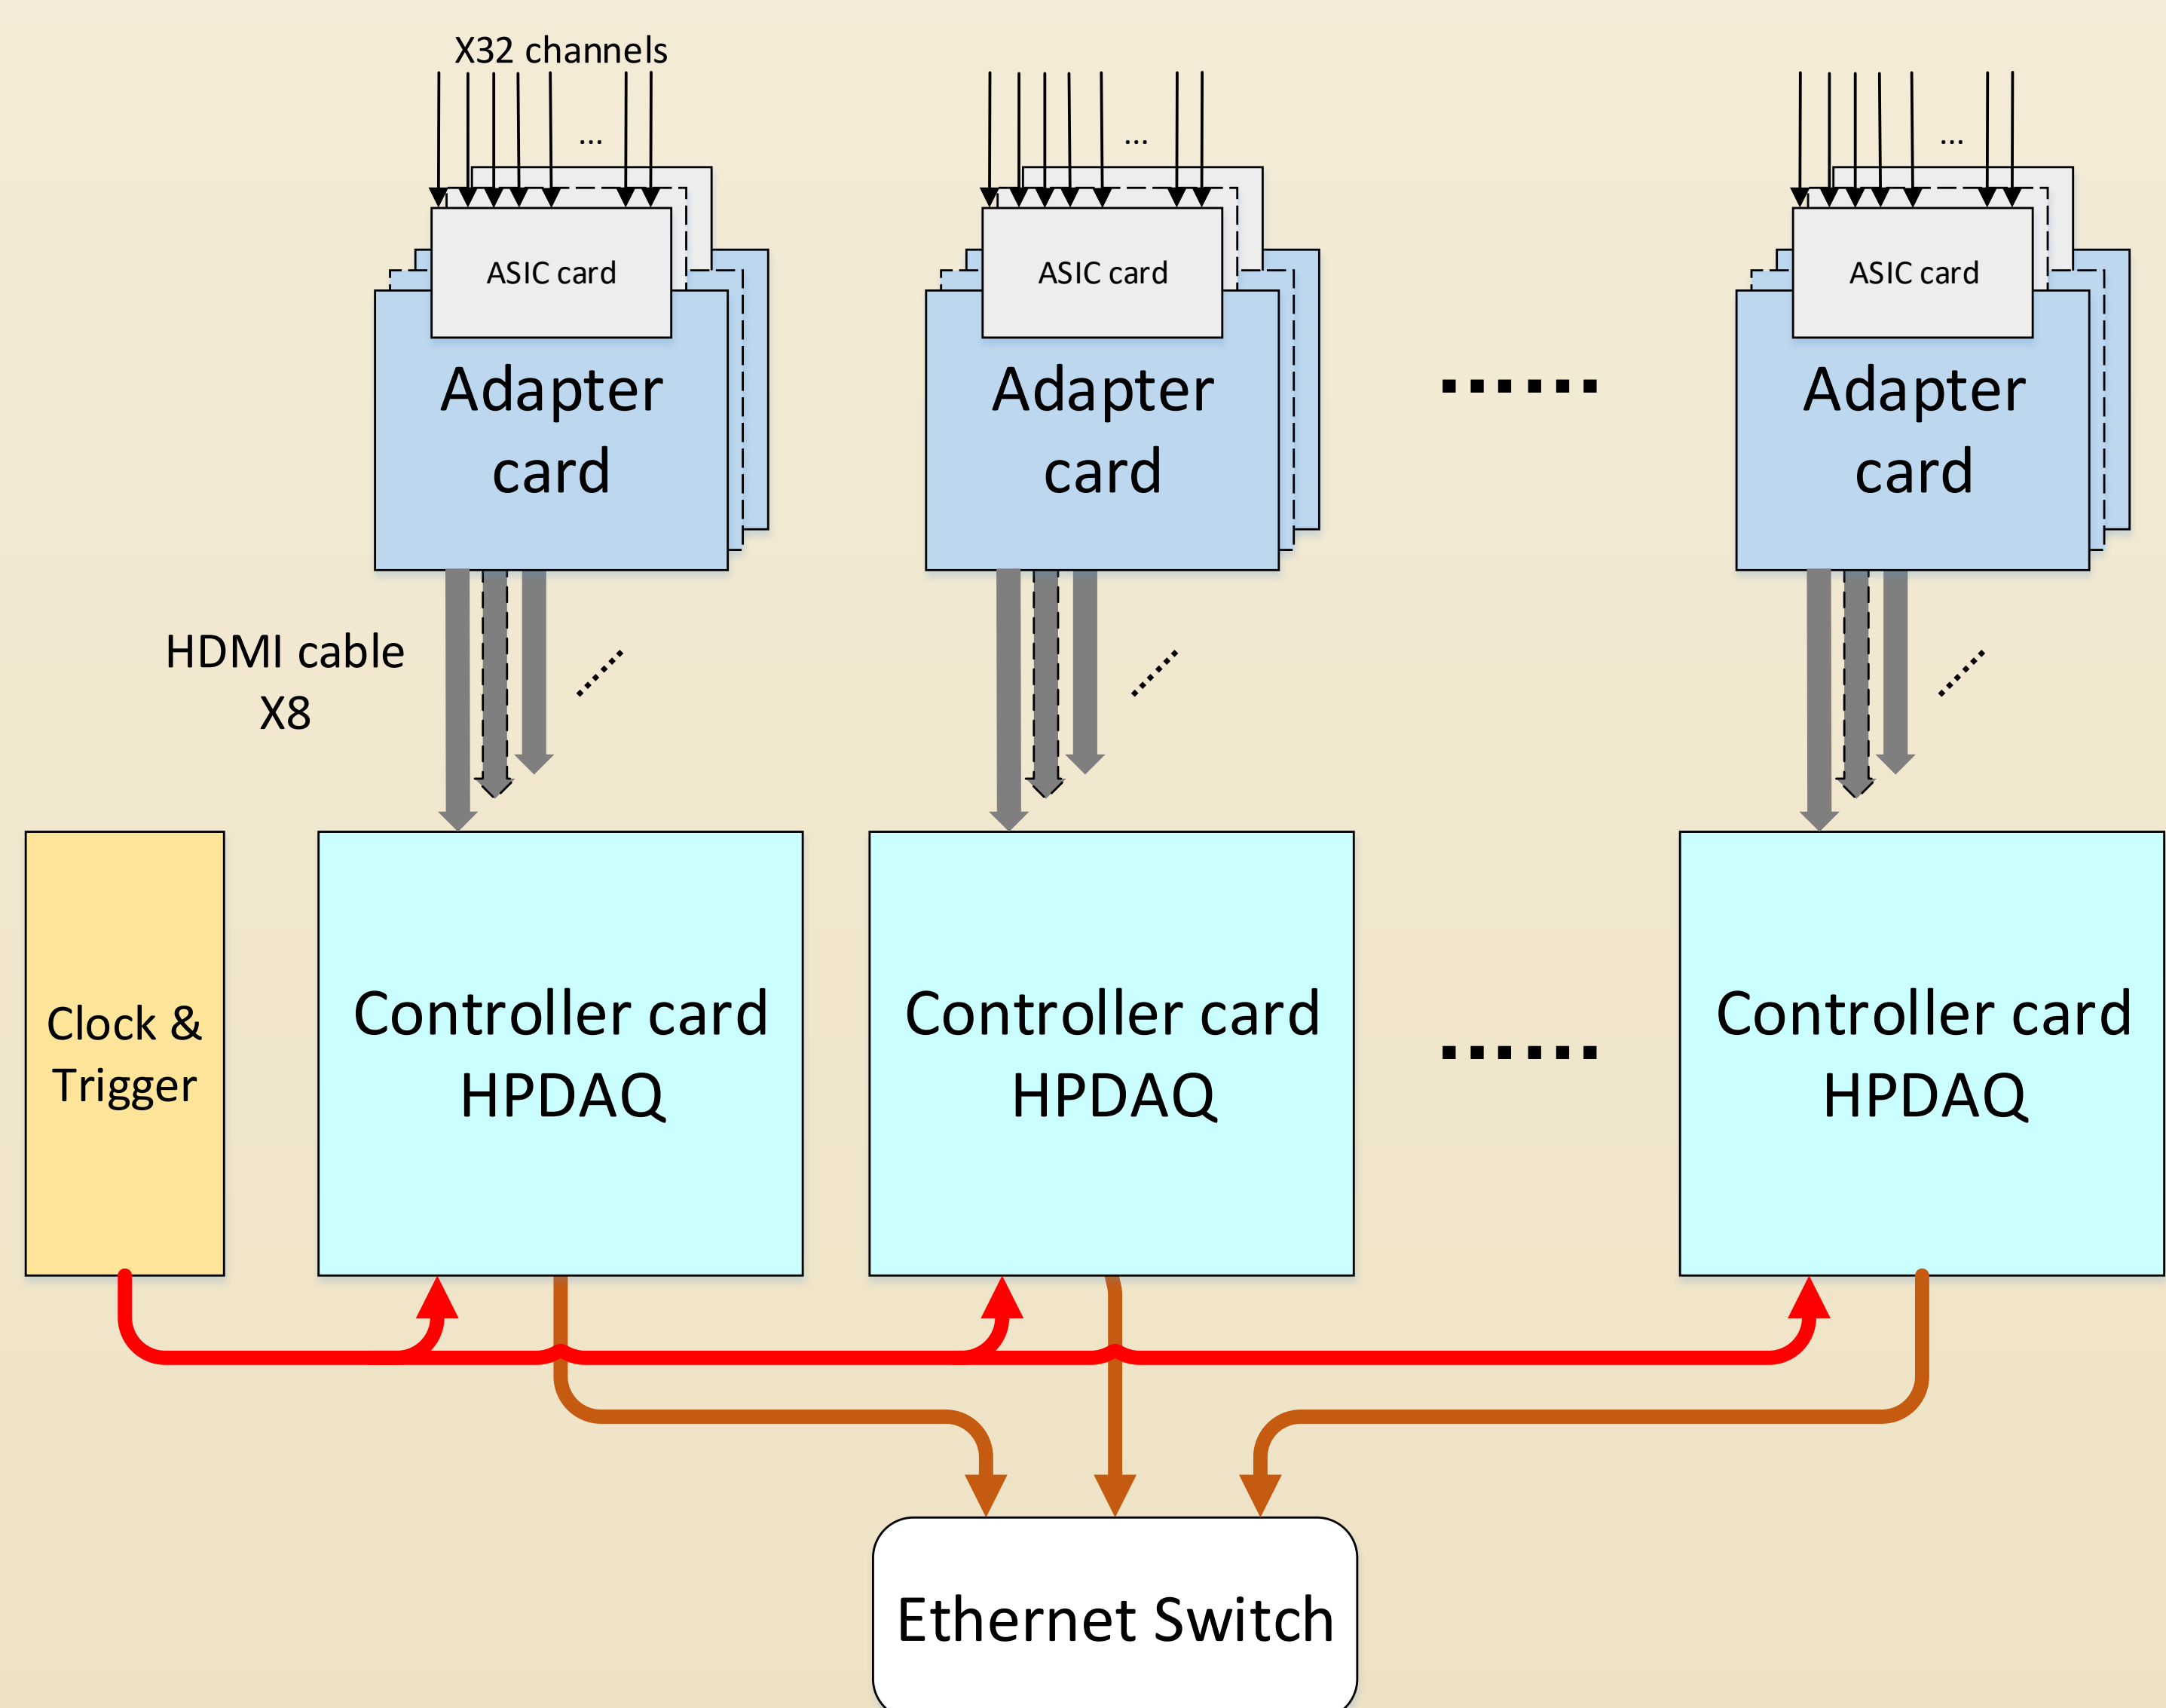 X32 channels
...
...
...
ASIC card
ASIC card
ASIC card
Adapter
card
Adapter
card
......
Adapter
card
HDMI cable
X8
Clock &
Trigger
Controller card
HPDAQ
Controller card
HPDAQ
......
Controller card
HPDAQ
Ethernet Switch